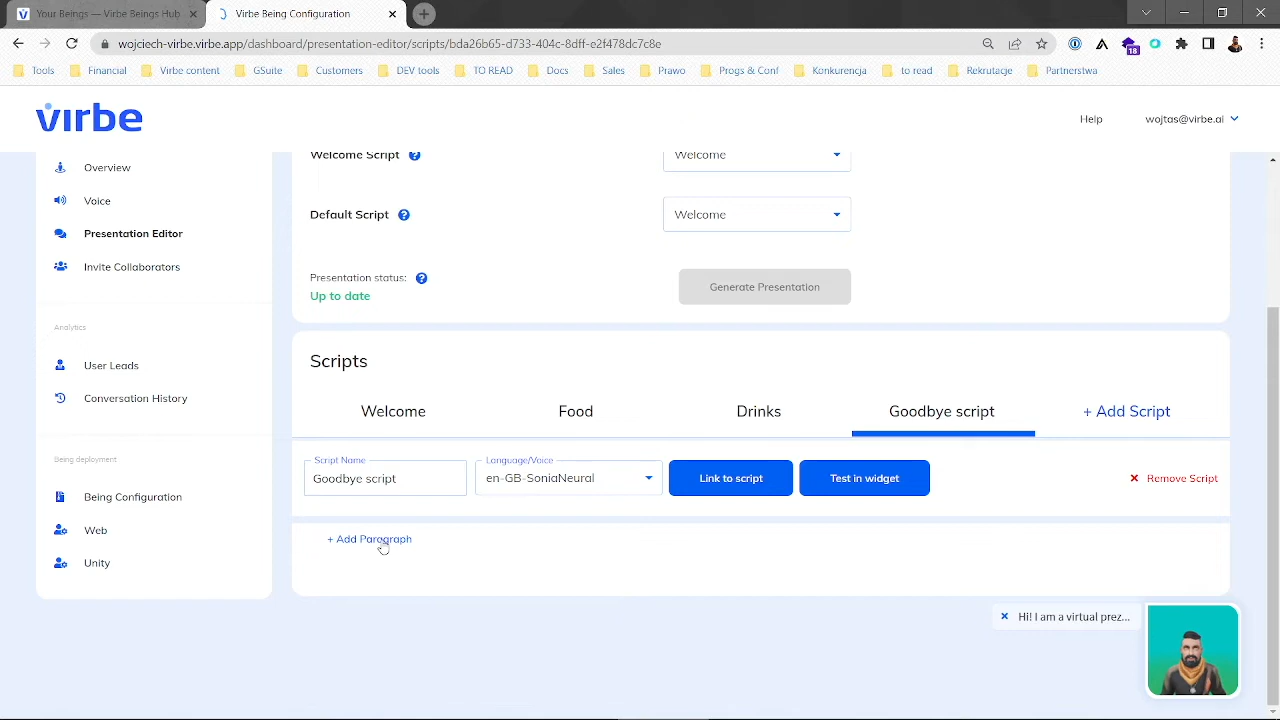 Your Beings — Virbe Beings Hub
Virbe Being Configuration
wojciech-virbe.virbe.app/dashboard/presentation-editor/scripts/bda2f1c5-d733-404c-8dff-e2f478dc7c8e
18
Tools
Financial
Virbe content
GSuite
Customers
DEV tools
TO READ
Docs
Sales
Prawo
Progs & Conf
Konkurencja
to read
Rekrutacje
Partnerstwa
virbe
Help
wojtas@virbe.ai
Overview
Voice
Presentation Editor
Invite Collaborators
Analytics
User Leads
Conversation History
Being deployment
Being Configuration
Web
Unity
Welcome Script
Welcome
Default Script
Welcome
Presentation status:
Up to date
Generate Presentation
Scripts
Welcome
Food
Drinks
Goodbye script
+ Add Script
Script Name
Goodbye script
Language/Voice
en-GB-SoniaNeural
Link to script
Test in widget
Remove Script
+ Add Paragraph
Hi! I am a virtual prez...